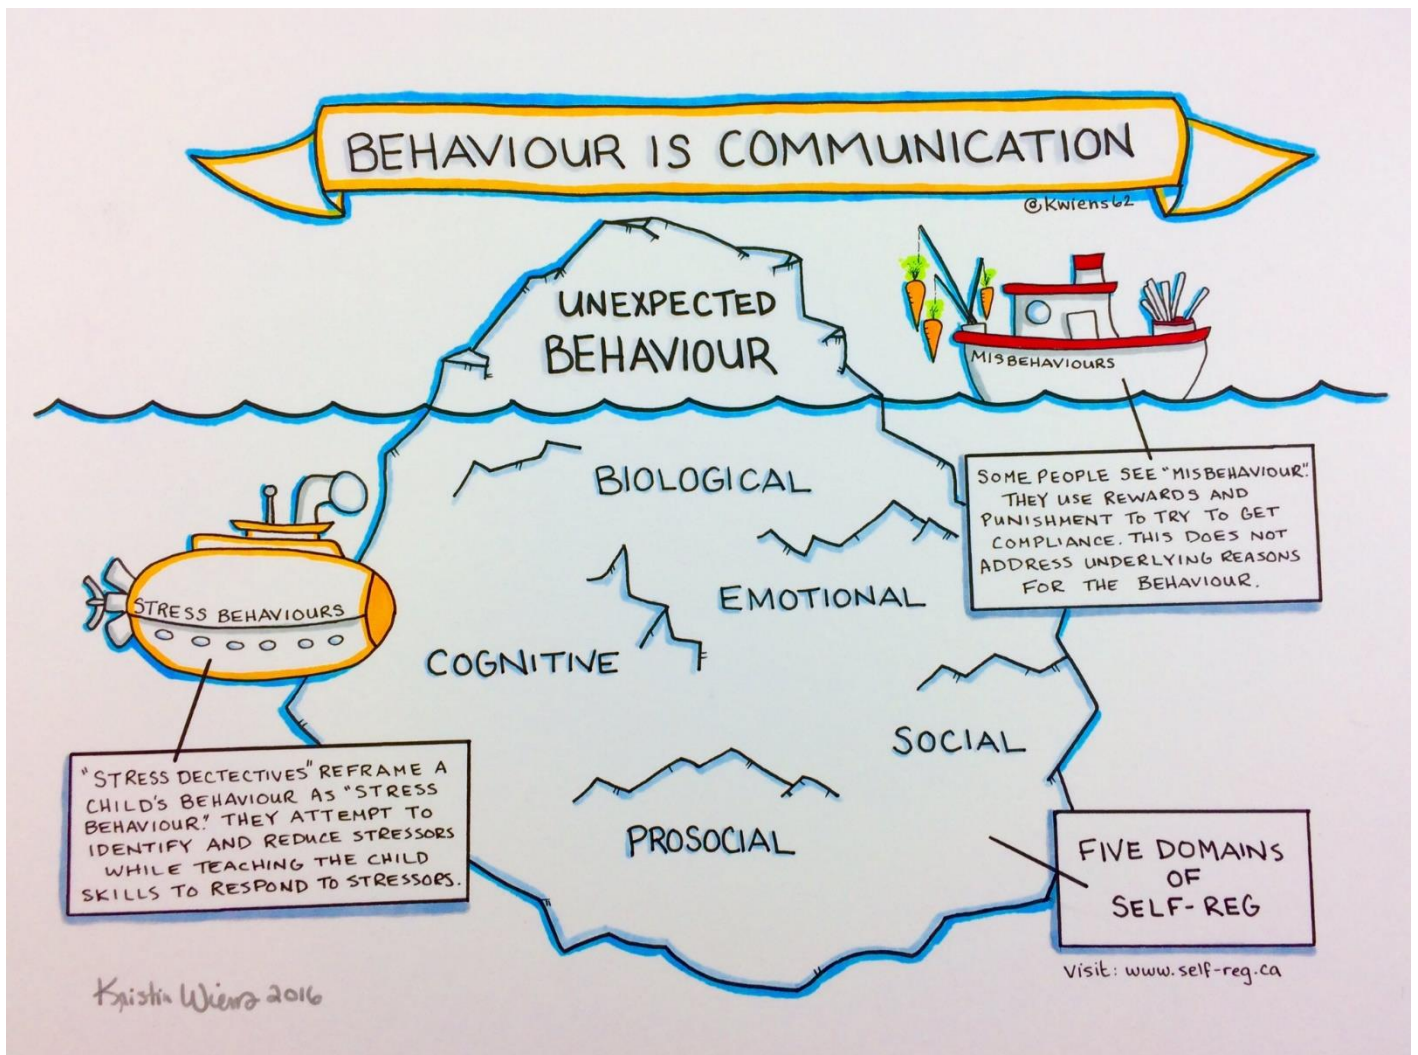 BEHAVIOUR IS COMMUNICATION
@kwiens62
UNEXPECTED
BEHAVIOUR
MISBEHAVIOURS
SOME PEOPLE SEE "MISBEHAVIOUR."
THEY USE REWARDS AND
PUNISHMENT TO TRY TO GET
COMPLIANCE. THIS DOES NOT
ADDRESS UNDERLYING REASONS
FOR THE BEHAVIOUR.
BIOLOGICAL
EMOTIONAL
COGNITIVE
SOCIAL
PROSOCIAL
STRESS BEHAVIOURS
"STRESS DECTECTIVES" REFRAME A
CHILD'S BEHAVIOUR AS "STRESS
BEHAVIOUR." THEY ATTEMPT TO
IDENTIFY AND REDUCE STRESSORS
WHILE TEACHING THE CHILD
SKILLS TO RESPOND TO STRESSORS.
FIVE DOMAINS
OF
SELF-REG
Visit: www.self-reg.ca
Kristin Wiens 2016